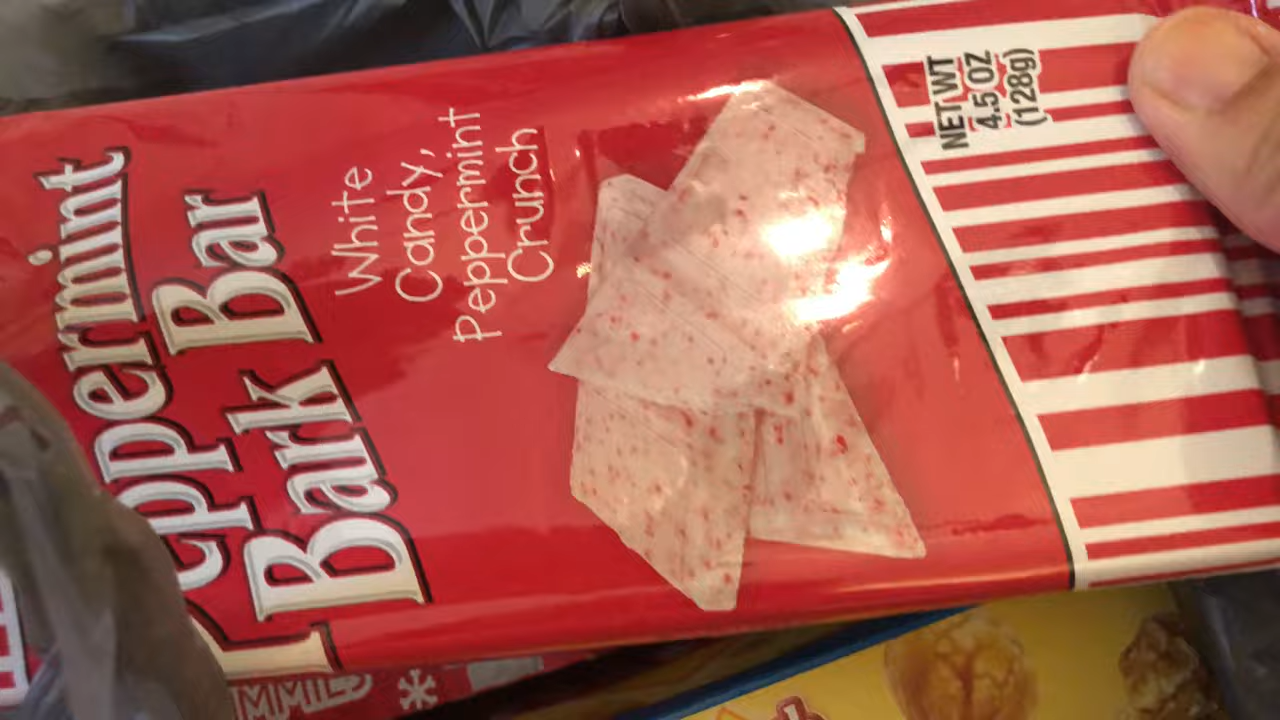 Peppermint
Bark Bar
White
Candy,
Peppermint
Crunch
NET WT
4.5 OZ
(128g)